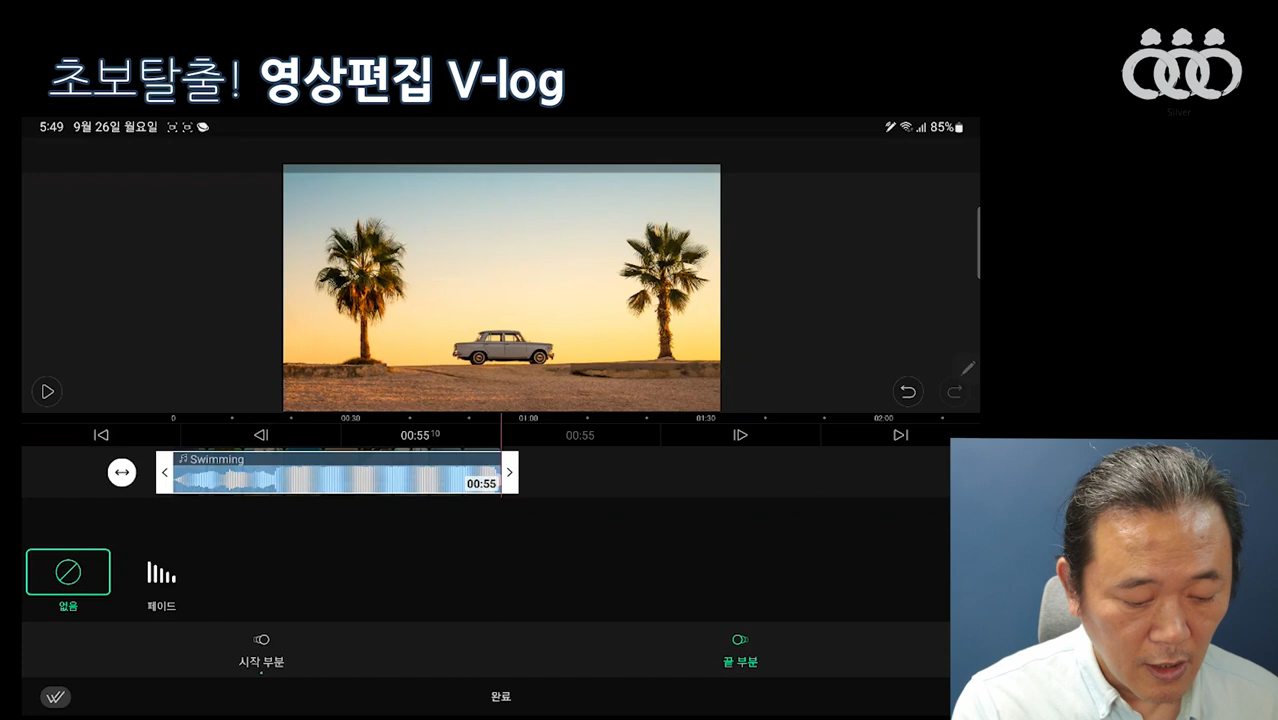 초보탈출! 영상편집 V-log
Silver
5:49 9월 26일 월요일
85%
0 00:30 01:00 01:30 02:00
00:55 10 00:55
Swimming
00:55
없음 페이드
시작 부분 끝 부분
완료